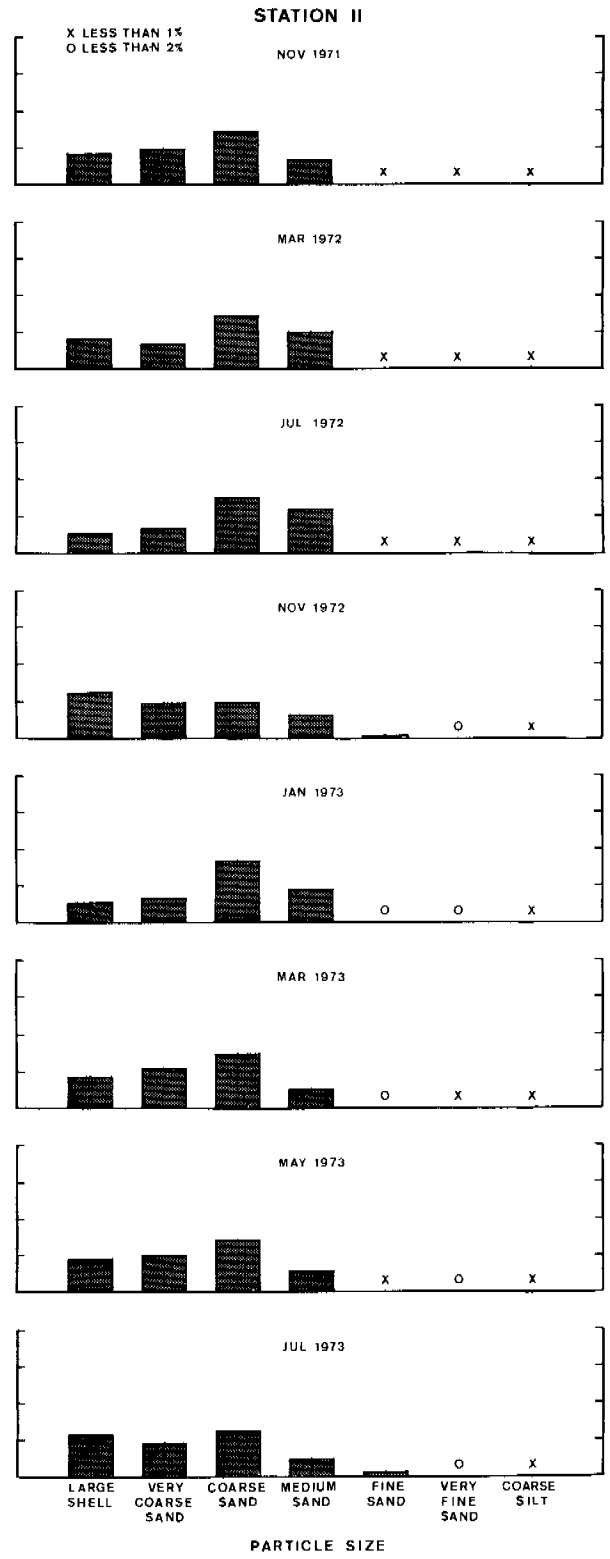 STATION II
X LESS THAN 1%
O LESS THAN 2%
NOV 1971
X X X
MAR 1972
X X X
JUL 1972
X X X
NOV 1972
O X
JAN 1973
O O X
MAR 1973
O X X
MAY 1973
X O X
JUL 1973
O X
LARGE SHELL
VERY COARSE SAND
COARSE SAND
MEDIUM SAND
FINE SAND
VERY FINE SAND
COARSE SILT
PARTICLE SIZE